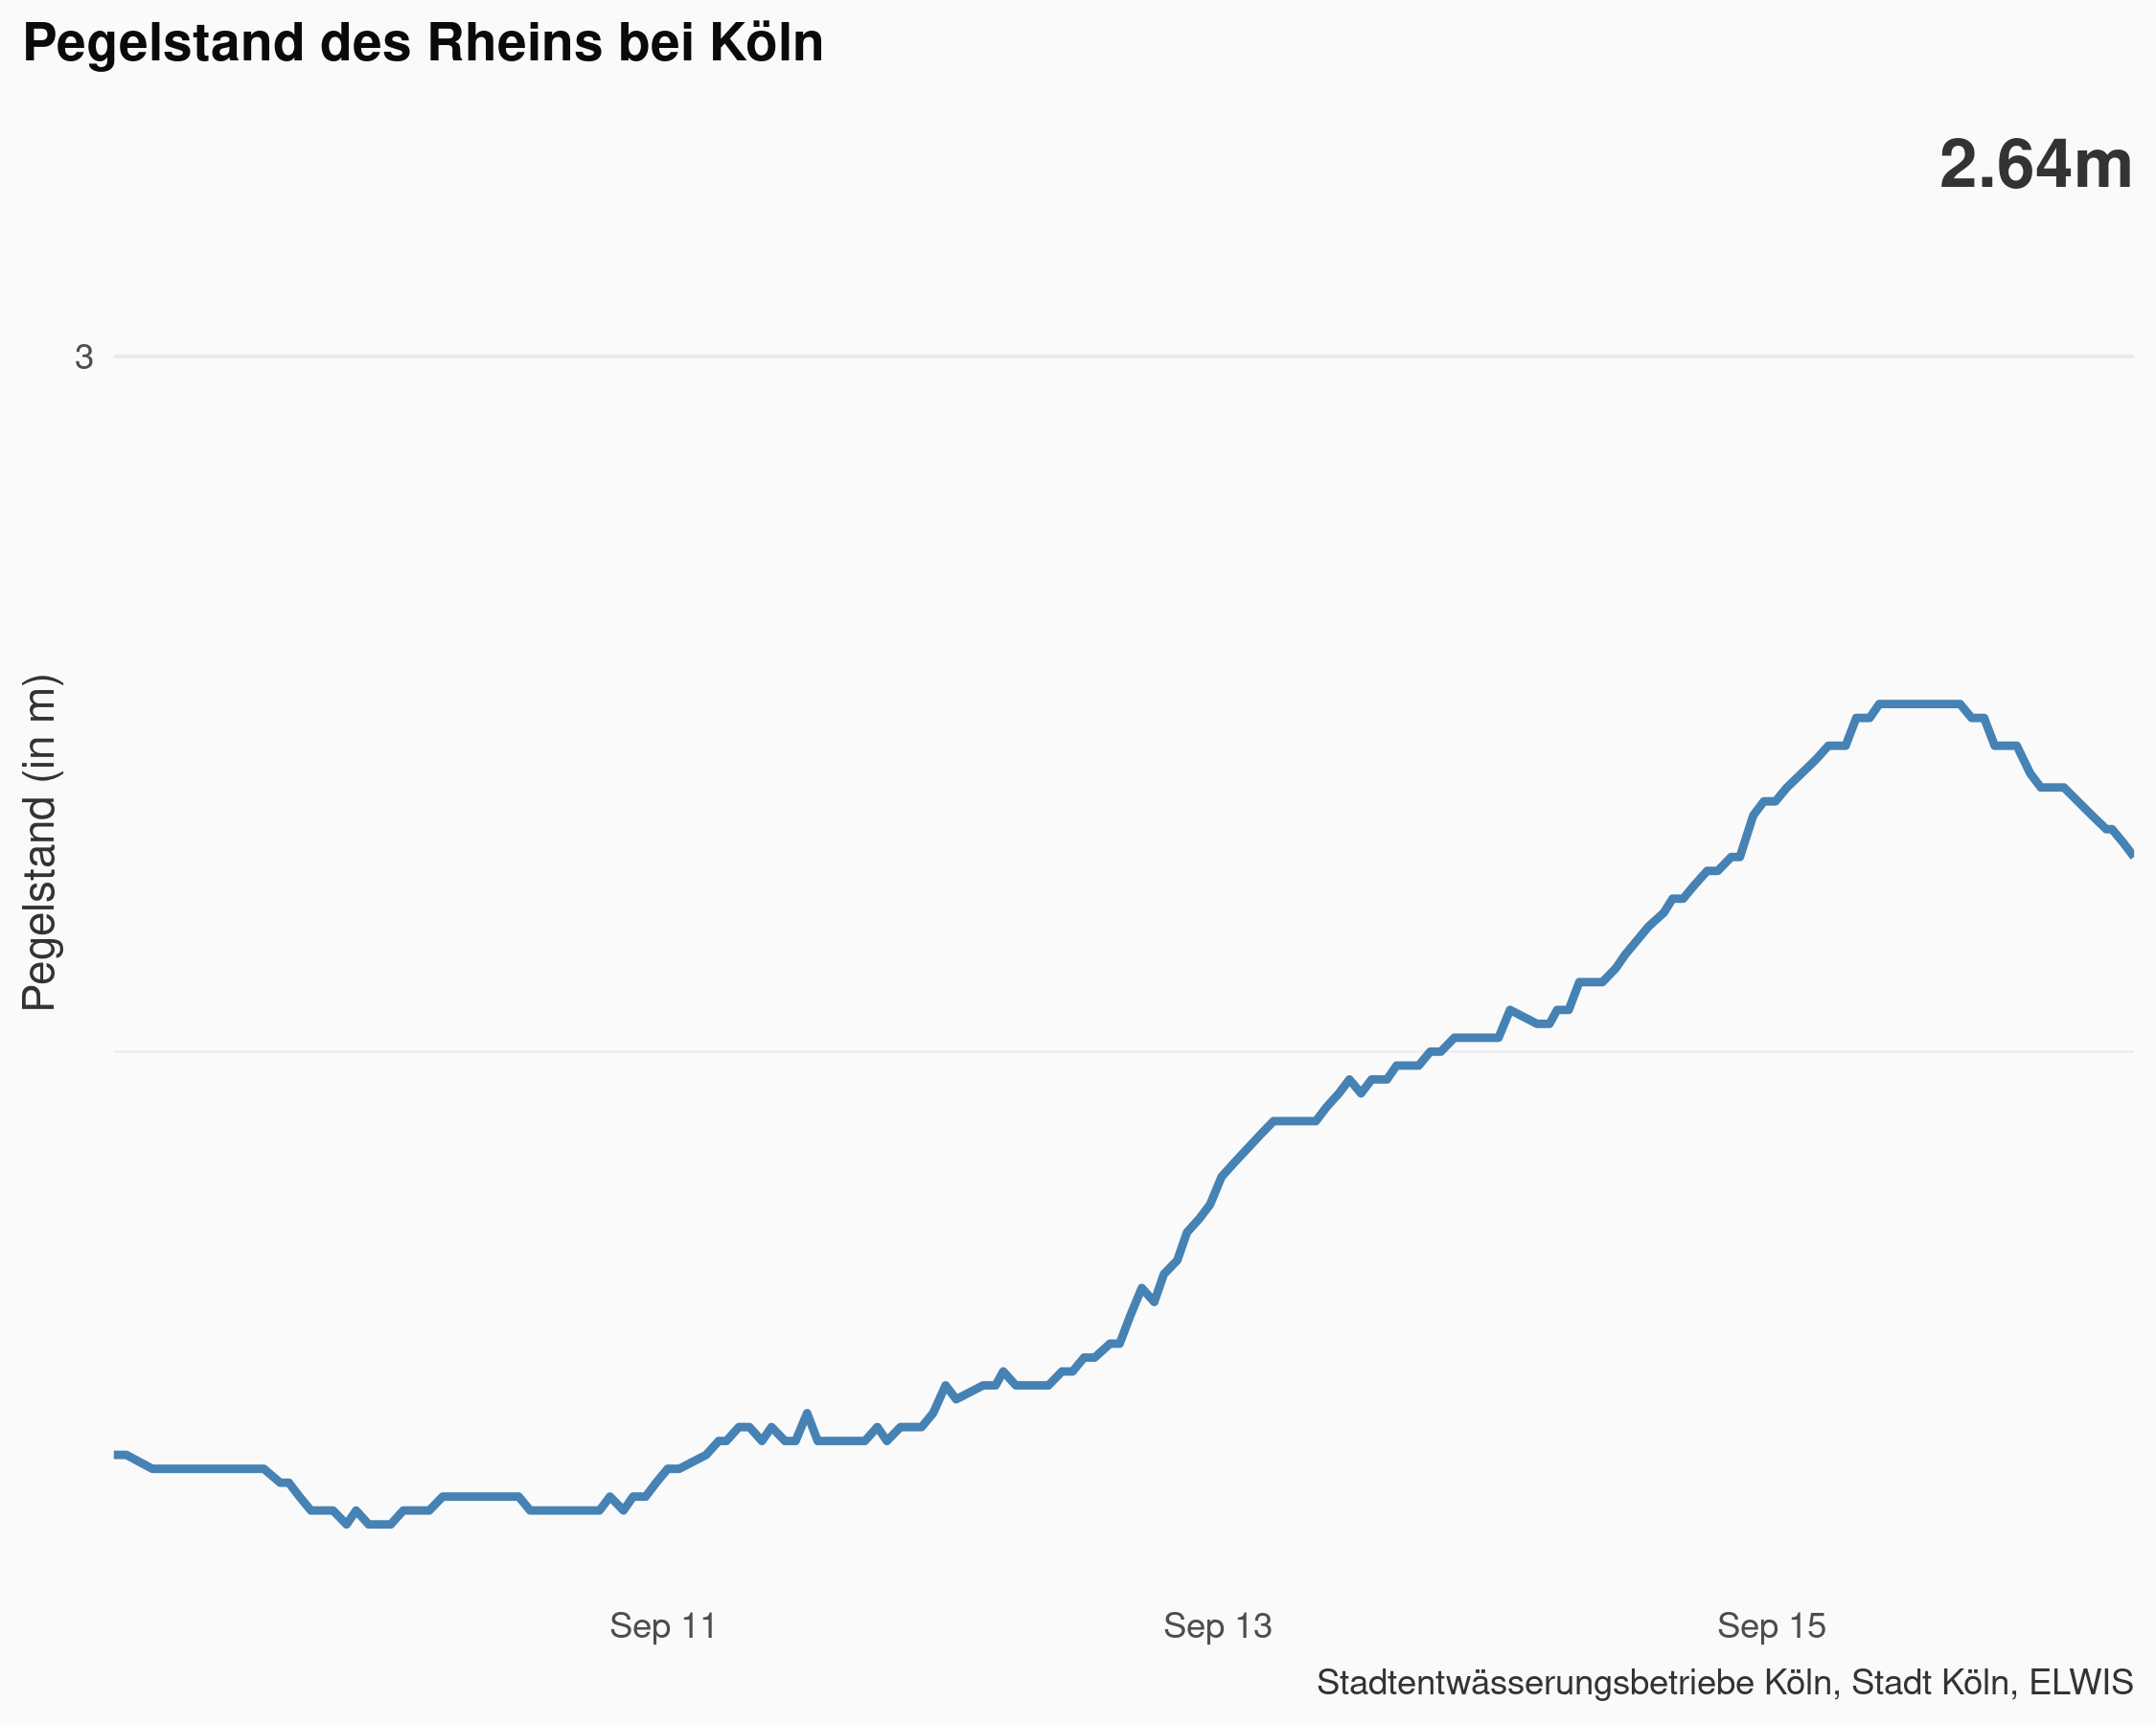 Pegelstand des Rheins bei Köln
2.64m
3
Pegelstand (in m)
Sep 11
Sep 13
Sep 15
Stadtentwässerungsbetriebe Köln, Stadt Köln, ELWIS